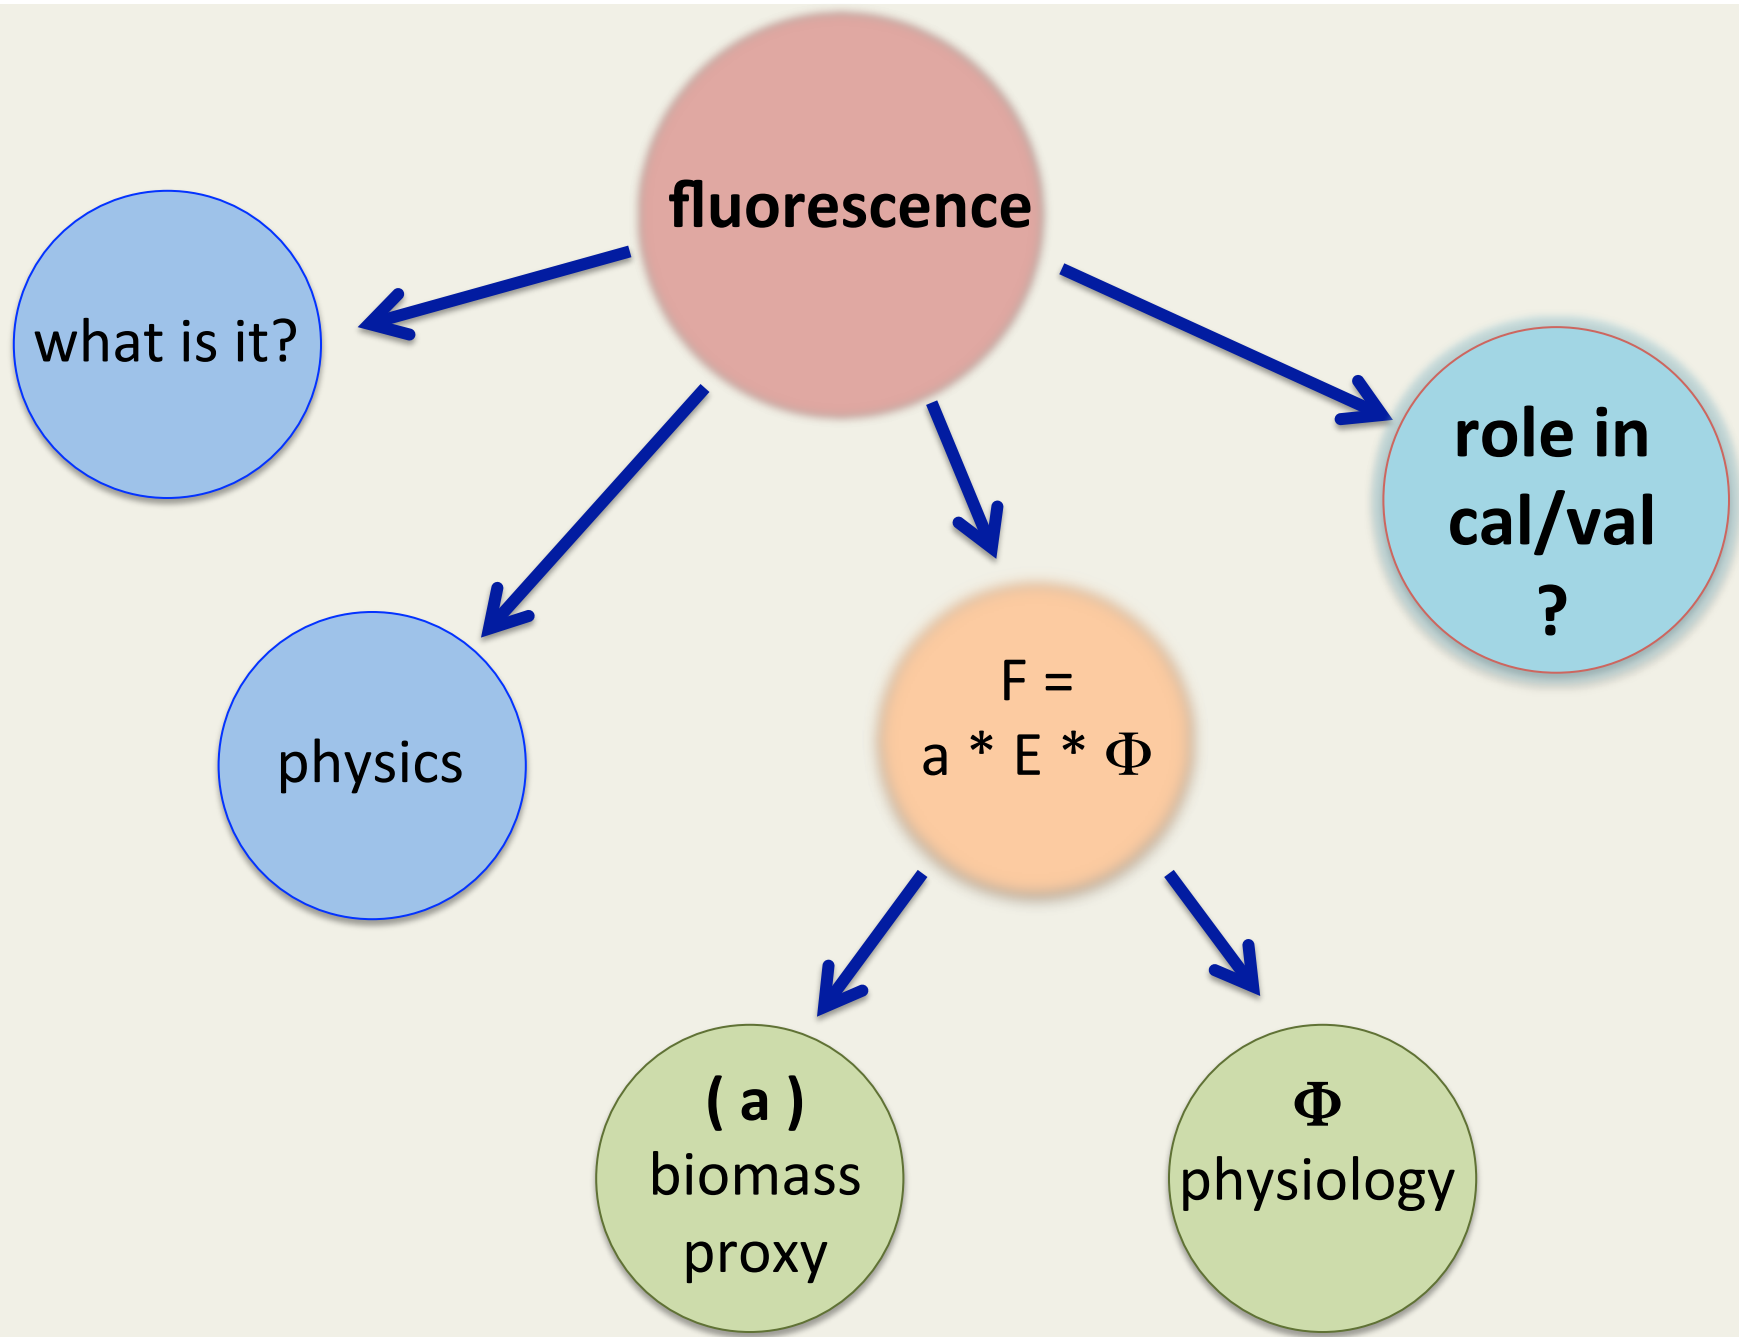 fluorescence
what is it?
role in
cal/val
?
physics
F =
a * E * Φ
( a )
biomass
proxy
Φ
physiology